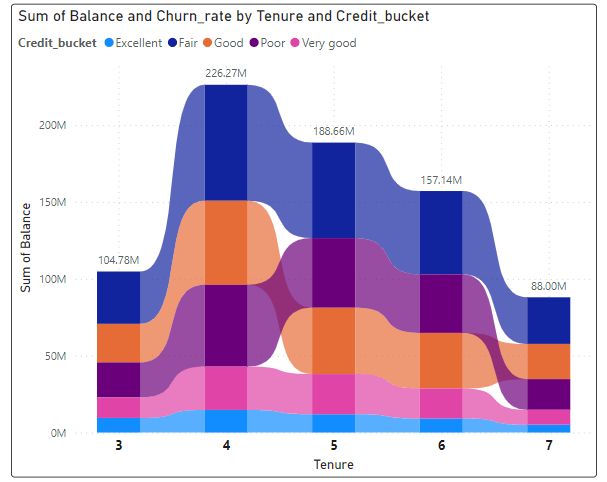 Sum of Balance and Churn_rate by Tenure and Credit_bucket
Credit_bucket Excellent Fair Good Poor Very good
226.27M
200M
188.66M
157.14M
150M
104.78M
100M
88.00M
50M
0M
Sum of Balance
3 4 5 6 7
Tenure